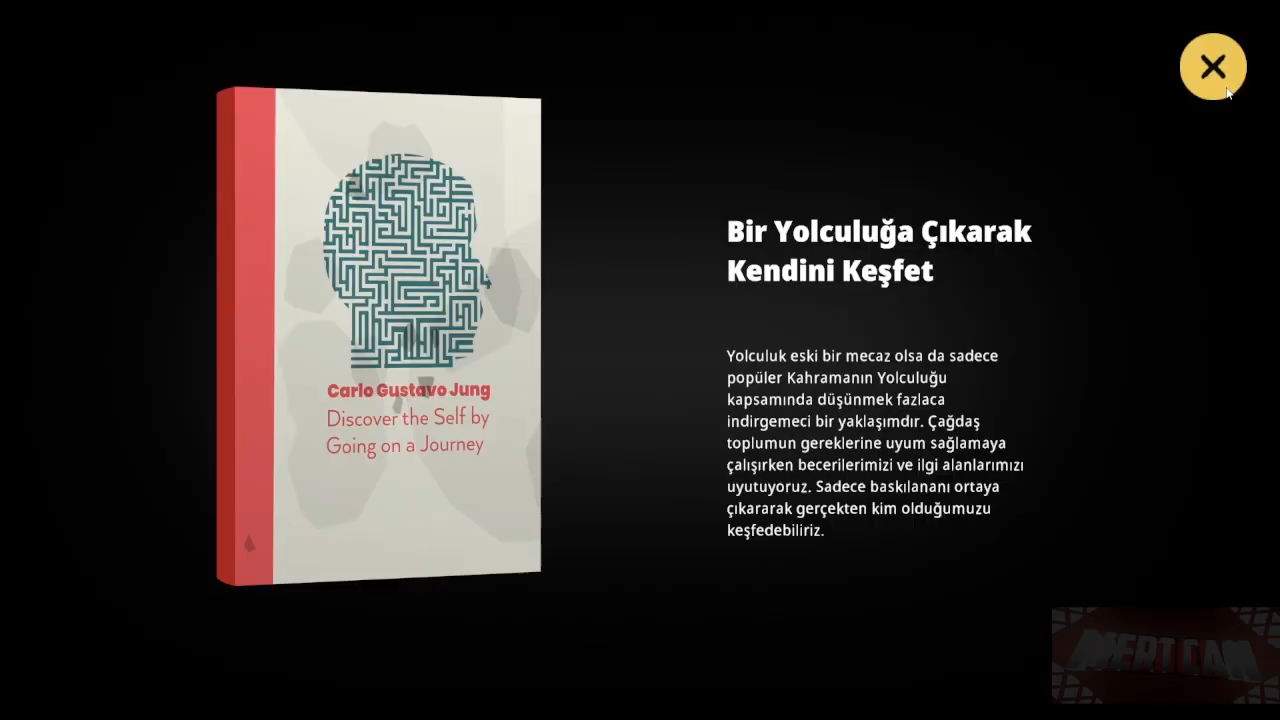 Carlo Gustavo Jung
Discover the Self by
Going on a Journey
Bir Yolculuğa Çıkarak
Kendini Keşfet
Yolculuk eski bir mecaz olsa da sadece
popüler Kahramanın Yolculuğu
kapsamında düşünmek fazlaca
indirgemeci bir yaklaşımdır. Çağdaş
toplumun gereklerine uyum sağlamaya
çalışırken becerilerimizi ve ilgi alanlarımızı
uyutuyoruz. Sadece baskılananı ortaya
çıkararak gerçekten kim olduğumuzu
keşfedebiliriz.
MERT CAM